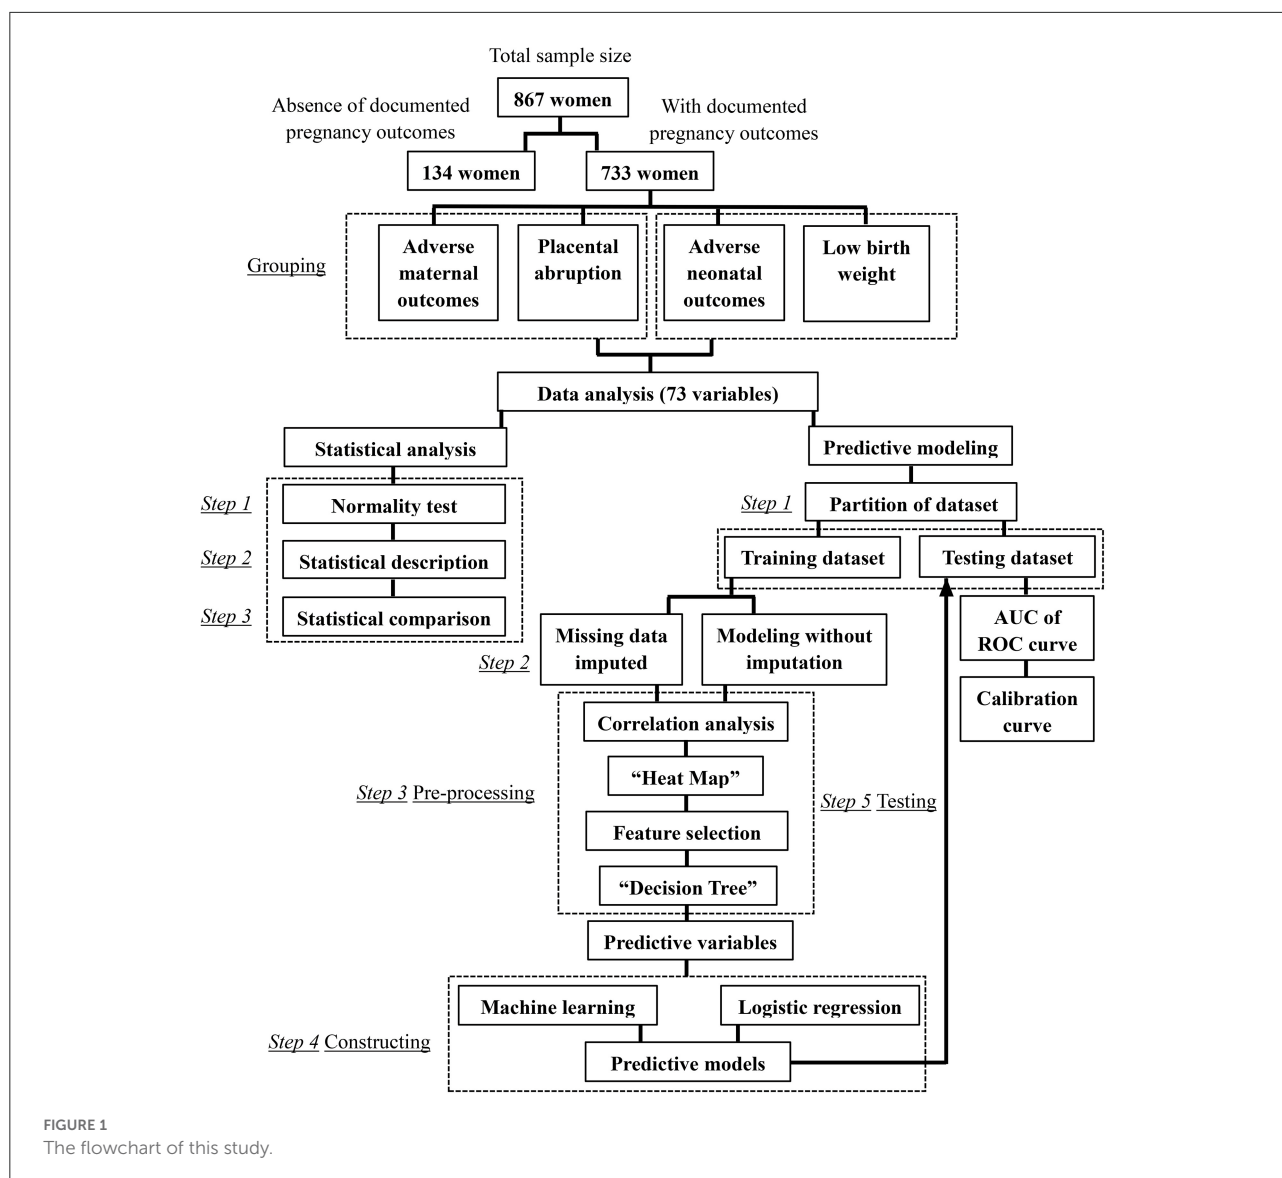 Total sample size
867 women
Absence of documented
pregnancy outcomes
With documented
pregnancy outcomes
134 women
733 women
Grouping
Adverse
maternal
outcomes
Placental
abruption
Adverse
neonatal
outcomes
Low birth
weight
Data analysis (73 variables)
Statistical analysis
Step 1
Normality test
Step 2
Statistical description
Step 3
Statistical comparison
Predictive modeling
Step 1
Partition of dataset
Training dataset
Testing dataset
AUC of
ROC curve
Calibration
curve
Step 2
Missing data
imputed
Modeling without
imputation
Step 3 Pre-processing
Correlation analysis
“Heat Map”
Feature selection
“Decision Tree”
Step 5 Testing
Predictive variables
Step 4 Constructing
Machine learning
Logistic regression
Predictive models
FIGURE 1
The flowchart of this study.